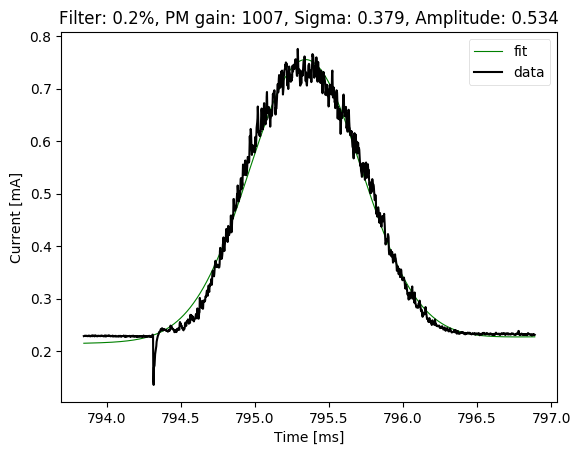 Filter: 0.2%, PM gain: 1007, Sigma: 0.379, Amplitude: 0.534
fit
data
Current [mA]
0.8
0.7
0.6
0.5
0.4
0.3
0.2
794.0 794.5 795.0 795.5 796.0 796.5 797.0
Time [ms]